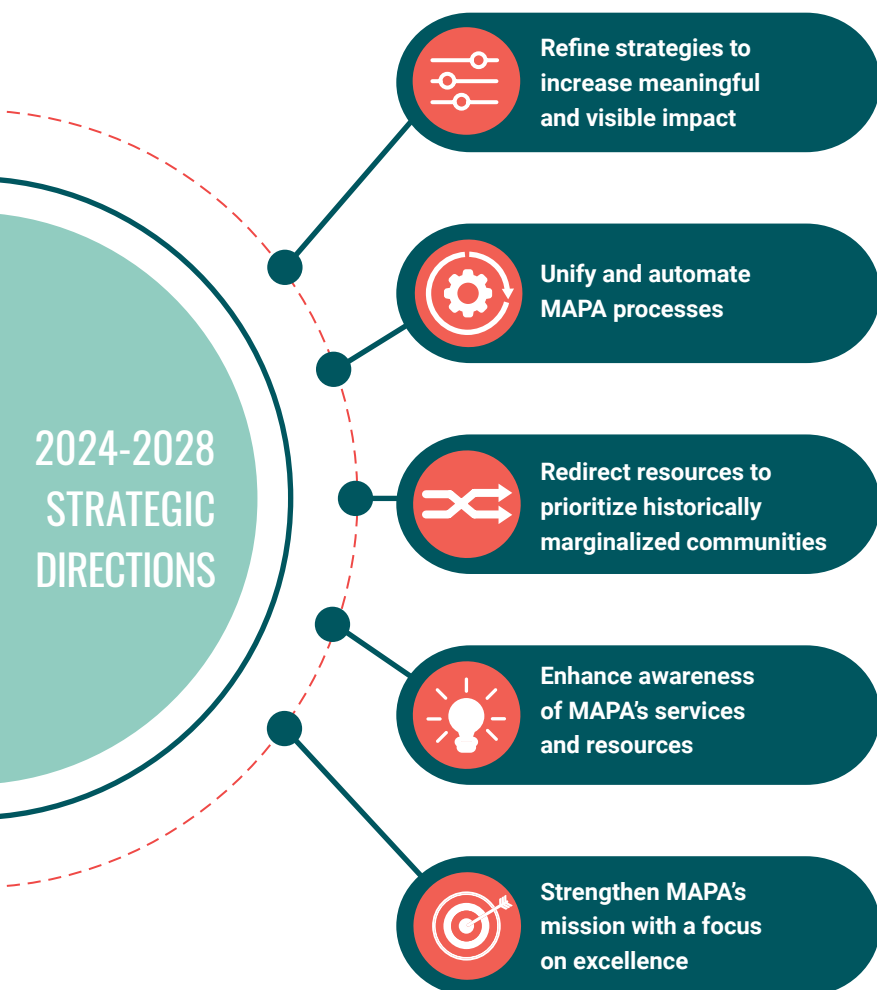 2024-2028
STRATEGIC
DIRECTIONS
Refine strategies to
increase meaningful
and visible impact
Unify and automate
MAPA processes
Redirect resources to
prioritize historically
marginalized communities
Enhance awareness
of MAPA’s services
and resources
Strengthen MAPA’s
mission with a focus
on excellence